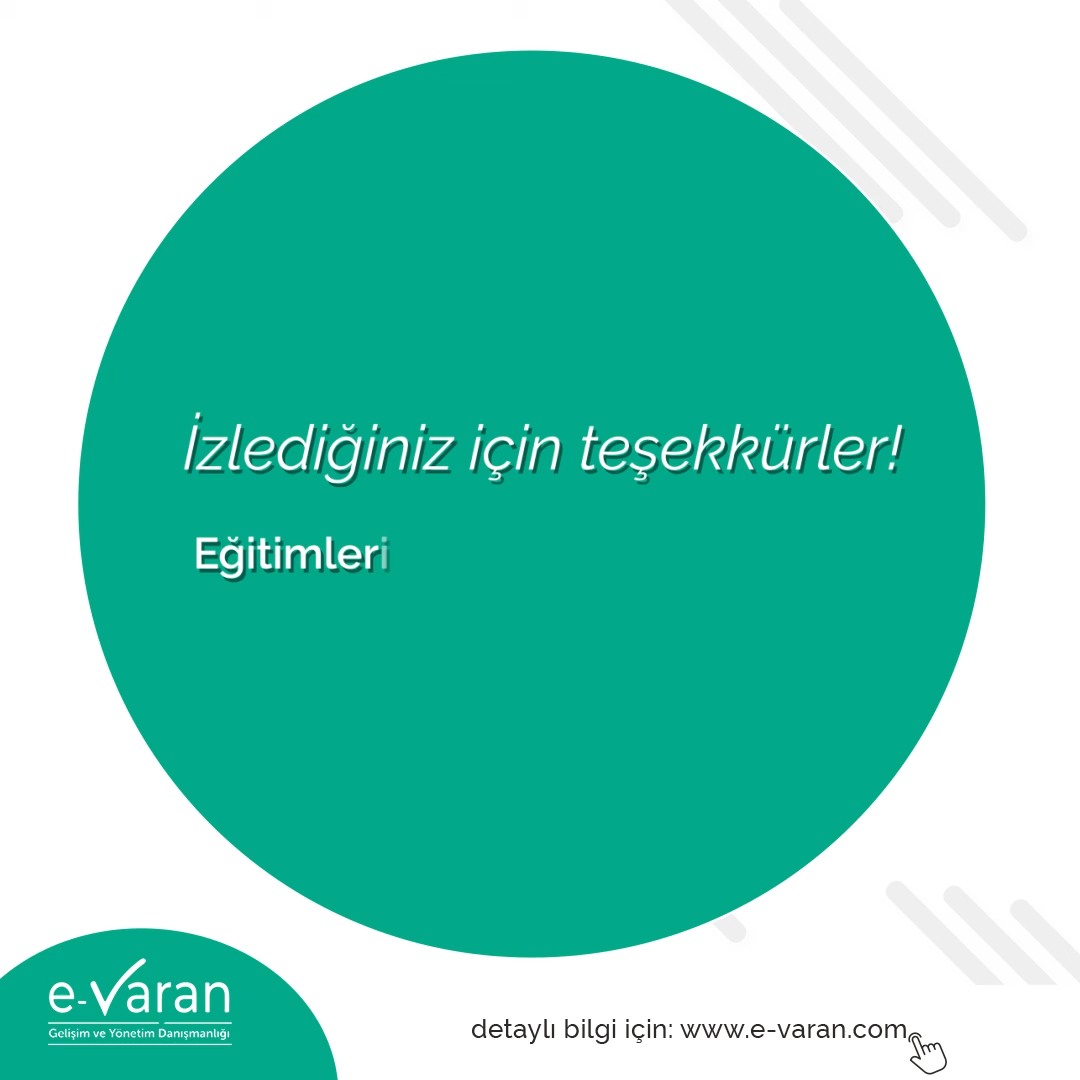 İzlediğiniz için teşekkürler!
Eğitimleri
e-varan
Gelişim ve Yönetim Danışmanlığı
detaylı bilgi için: www.e-varan.com